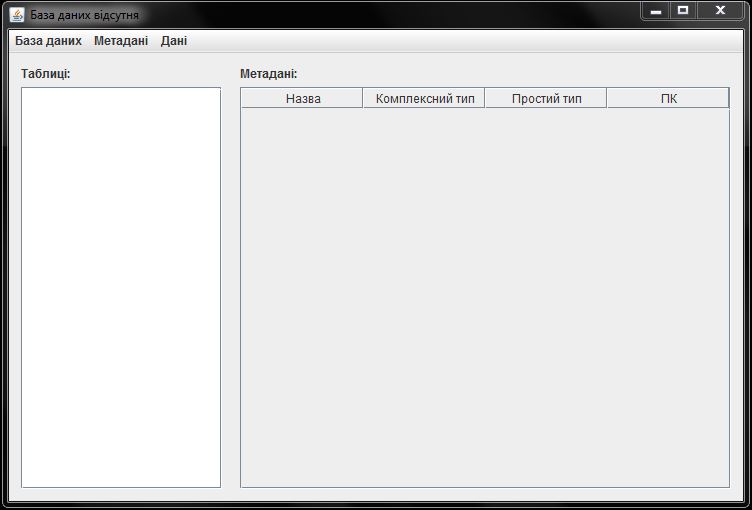 База даних відсутня
База даних Метадані Дані
Таблиці: Метадані:
Назва Комплексний тип Простий тип ПК